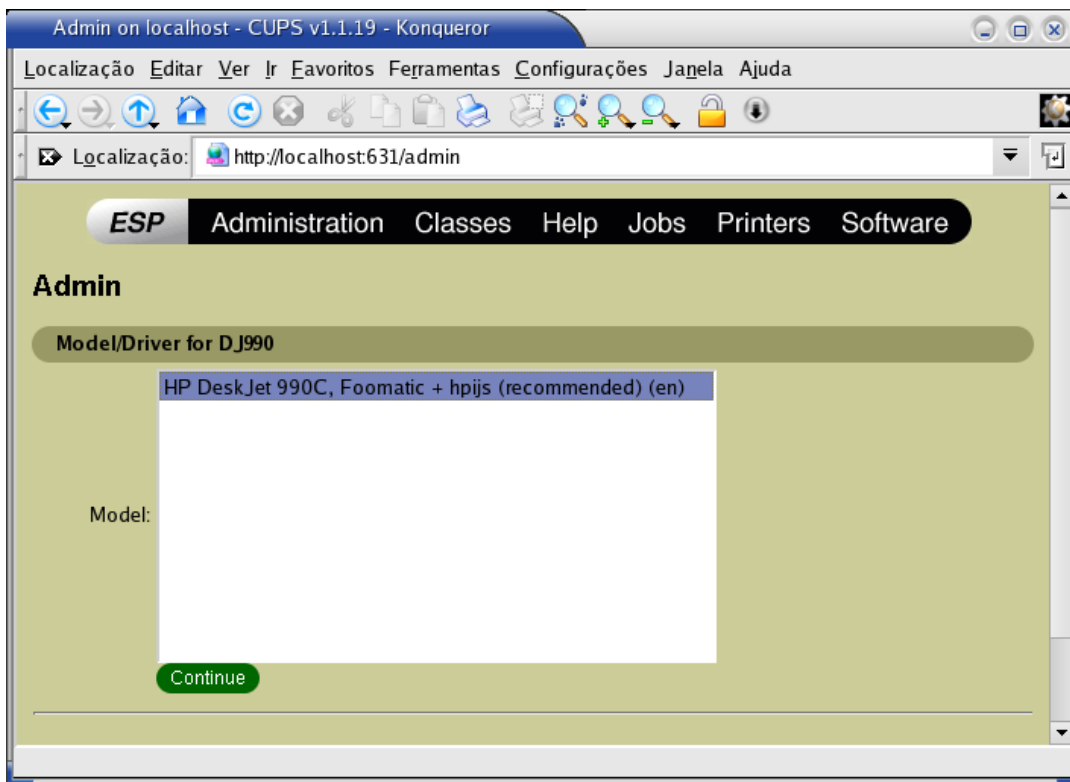 Admin on localhost - CUPS v1.1.19 - Konqueror
Localização Editar Ver Ir Favoritos Ferramentas Configurações Janela Ajuda
Localização: http://localhost:631/admin
ESP Administration Classes Help Jobs Printers Software
Admin
Model/Driver for DJ990
HP DeskJet 990C, Foomatic + hpijs (recommended) (en)
Model:
Continue